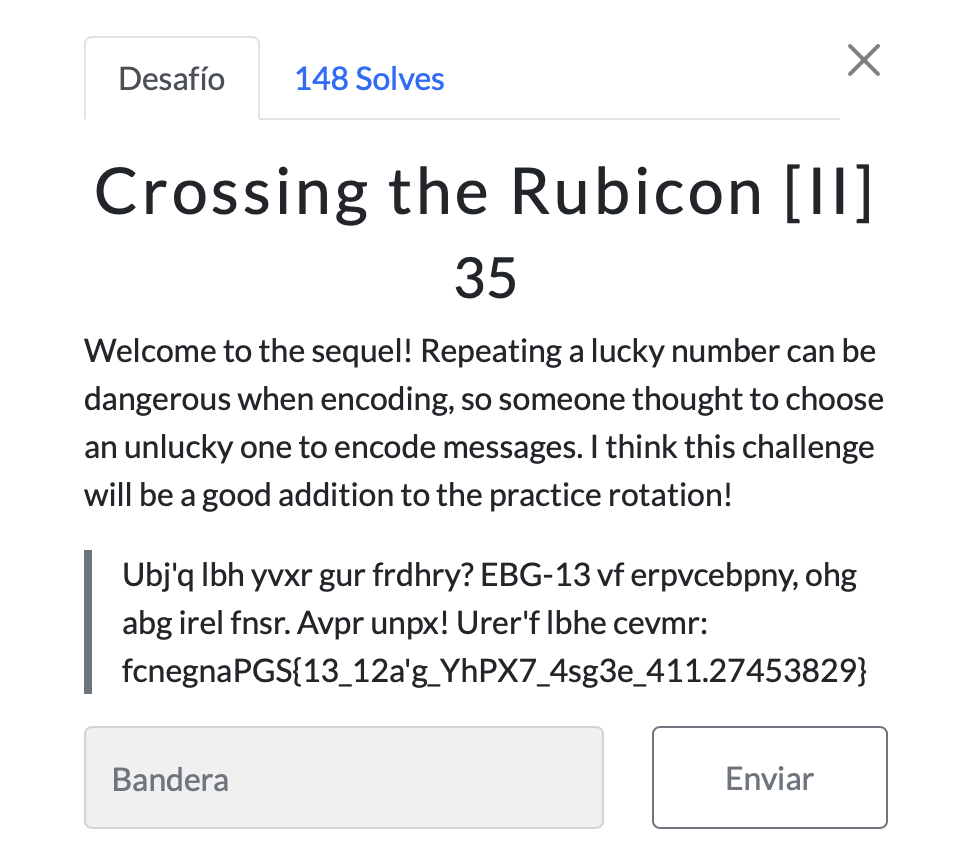 Desafío
148 Solves
Crossing the Rubicon [II]
35
Welcome to the sequel! Repeating a lucky number can be
dangerous when encoding, so someone thought to choose
an unlucky one to encode messages. I think this challenge
will be a good addition to the practice rotation!
Ubj'q lbh yvxr gur frdhry? EBG-13 vf erpvcebpny, ohg
abg irel fnsr. Avpr unpx! Urer'f lbhe cevmr:
fcnegnaPGS{13_12a'g_YhPX7_4sg3e_411.27453829}
Bandera
Enviar